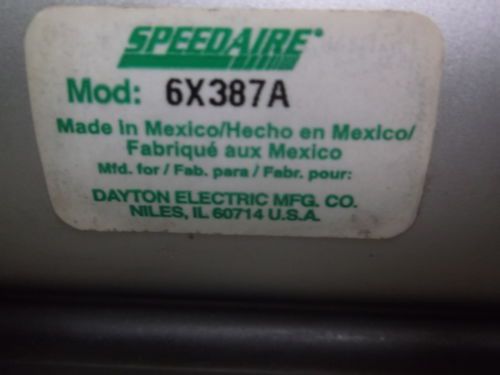 SPEEDAIRE®
Mod: 6X387A
Made in Mexico/Hecho en Mexico/
Fabriqué aux Mexico
Mfd. for / Fab. para / Fabr. pour:
DAYTON ELECTRIC MFG. CO.
NILES, IL 60714 U.S.A.